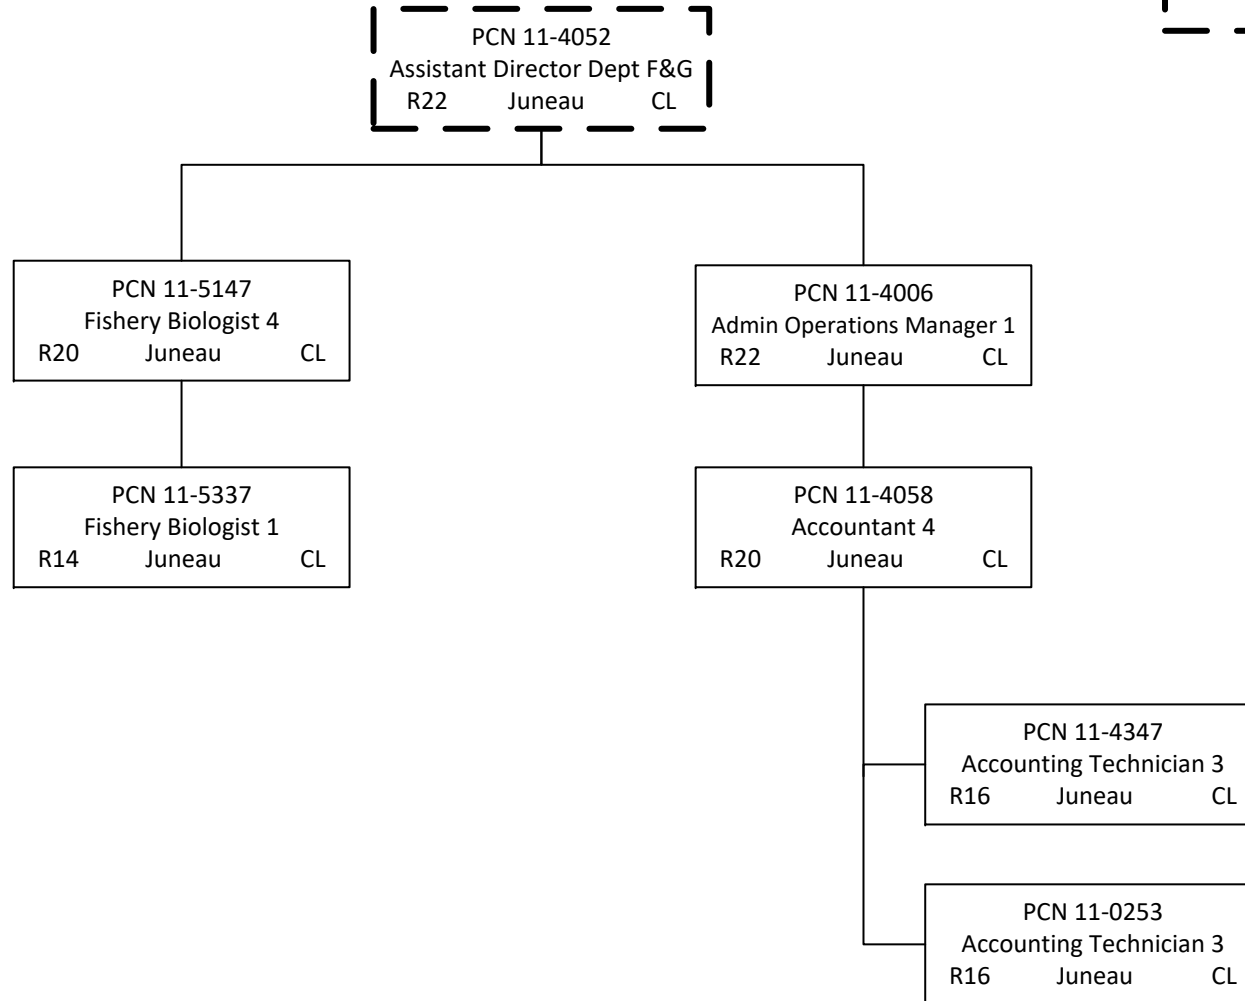 PCN 11-4052
Assistant Director Dept F&G
R22 Juneau CL
PCN 11-5147
Fishery Biologist 4
R20 Juneau CL
PCN 11-4006
Admin Operations Manager 1
R22 Juneau CL
PCN 11-5337
Fishery Biologist 1
R14 Juneau CL
PCN 11-4058
Accountant 4
R20 Juneau CL
PCN 11-4347
Accounting Technician 3
R16 Juneau CL
PCN 11-0253
Accounting Technician 3
R16 Juneau CL